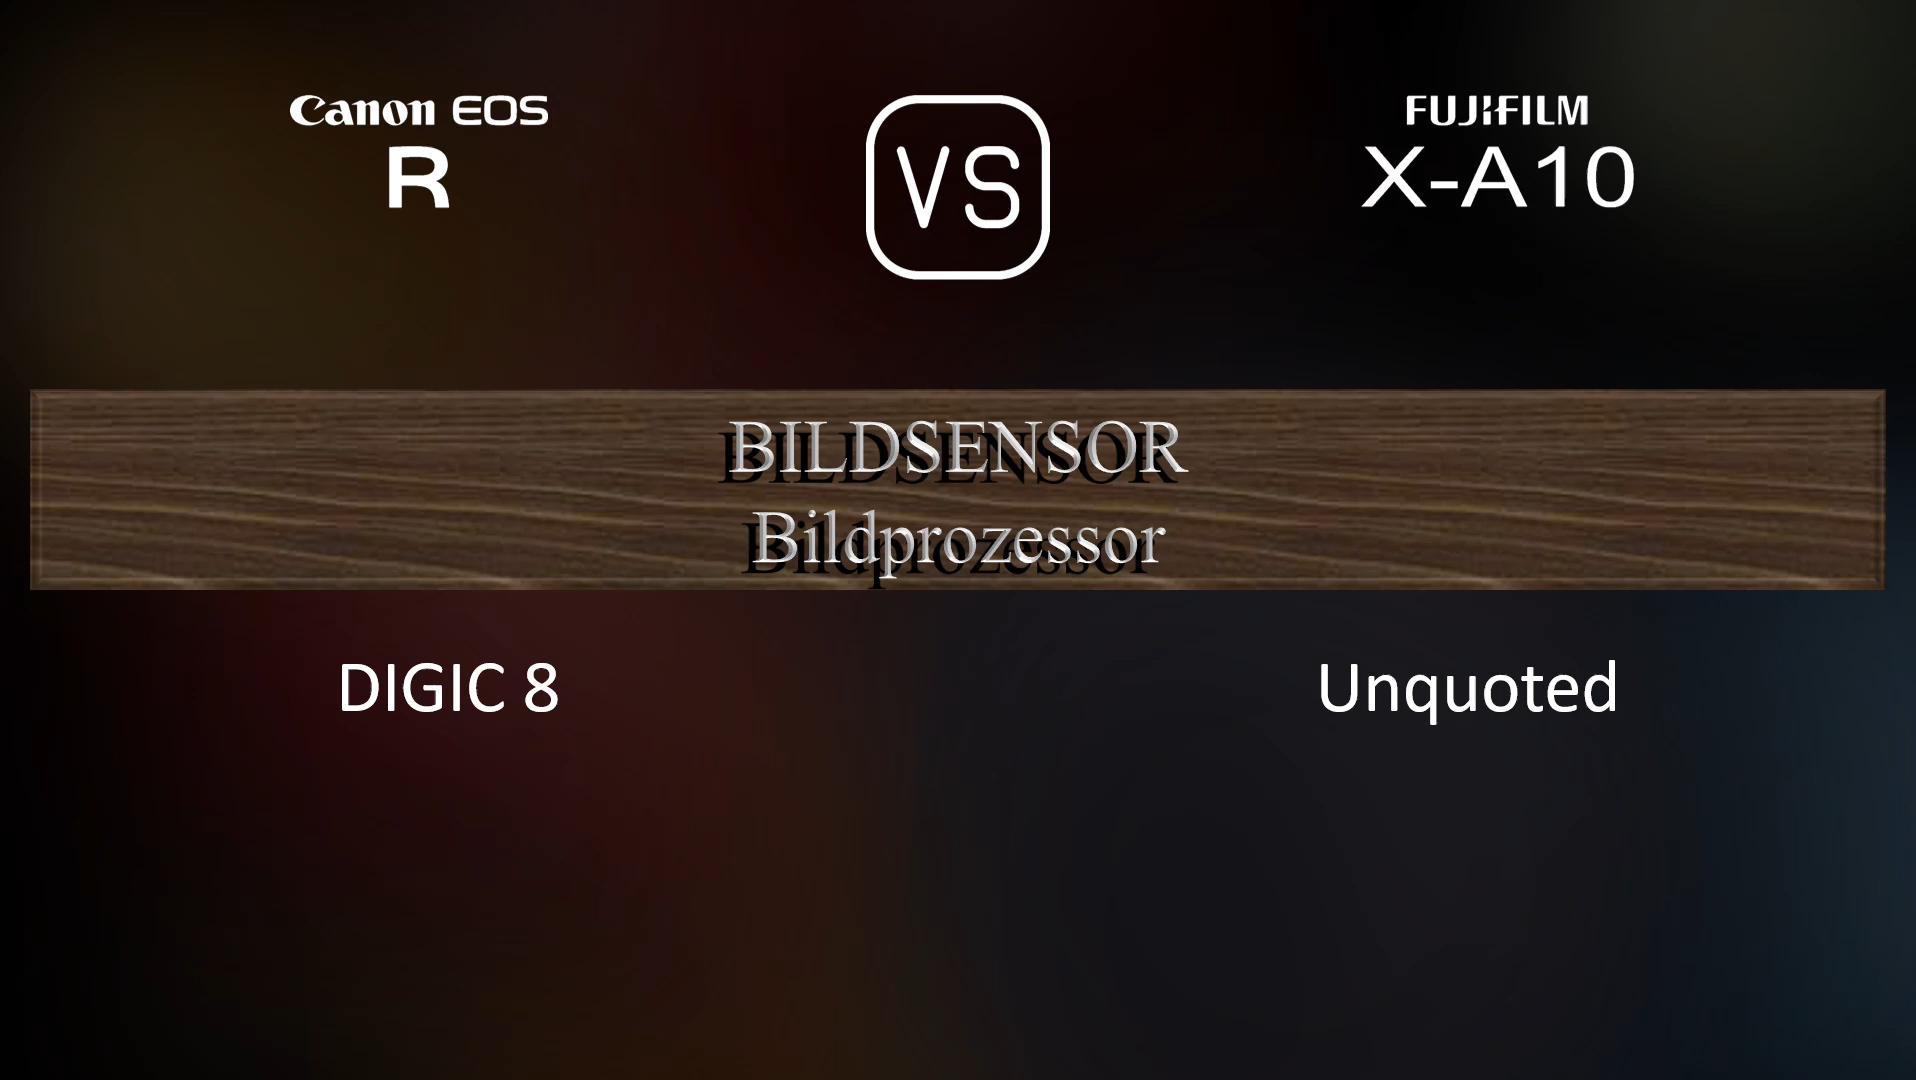 Canon EOS
R
VS
FUJIFILM
X-A10
BILDSENSOR
Bildprozessor
DIGIC 8
Unquoted